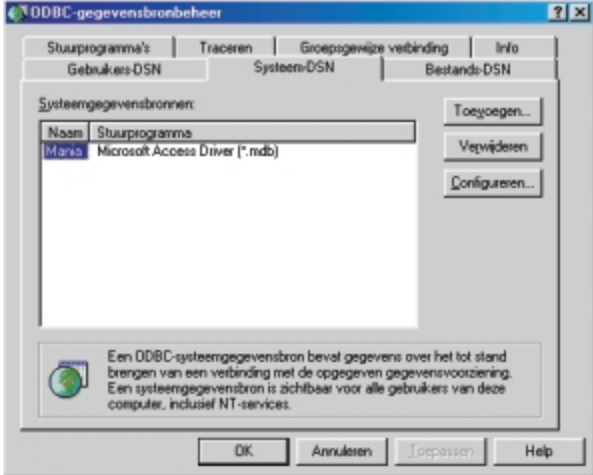 ODBC-gegevensbronbeheer
Stuurprogramma's Traceren Groepsgewijze verbinding Info
Gebruikers-DSN Systeem-DSN Bestands-DSN
Systeemgegevensbronnen:
Toevoegen...
Naam Stuurprogramma
Mania Microsoft Access Driver (*.mdb)
Verwijderen
Configureren...
Een ODBC-systeemgegevensbron bevat gegevens over het tot stand
brengen van een verbinding met de opgegeven gegevensvoorziening.
Een systeemgegevensbron is zichtbaar voor alle gebruikers van deze
computer, inclusief NT-services.
OK Annuleren Toepassen Help